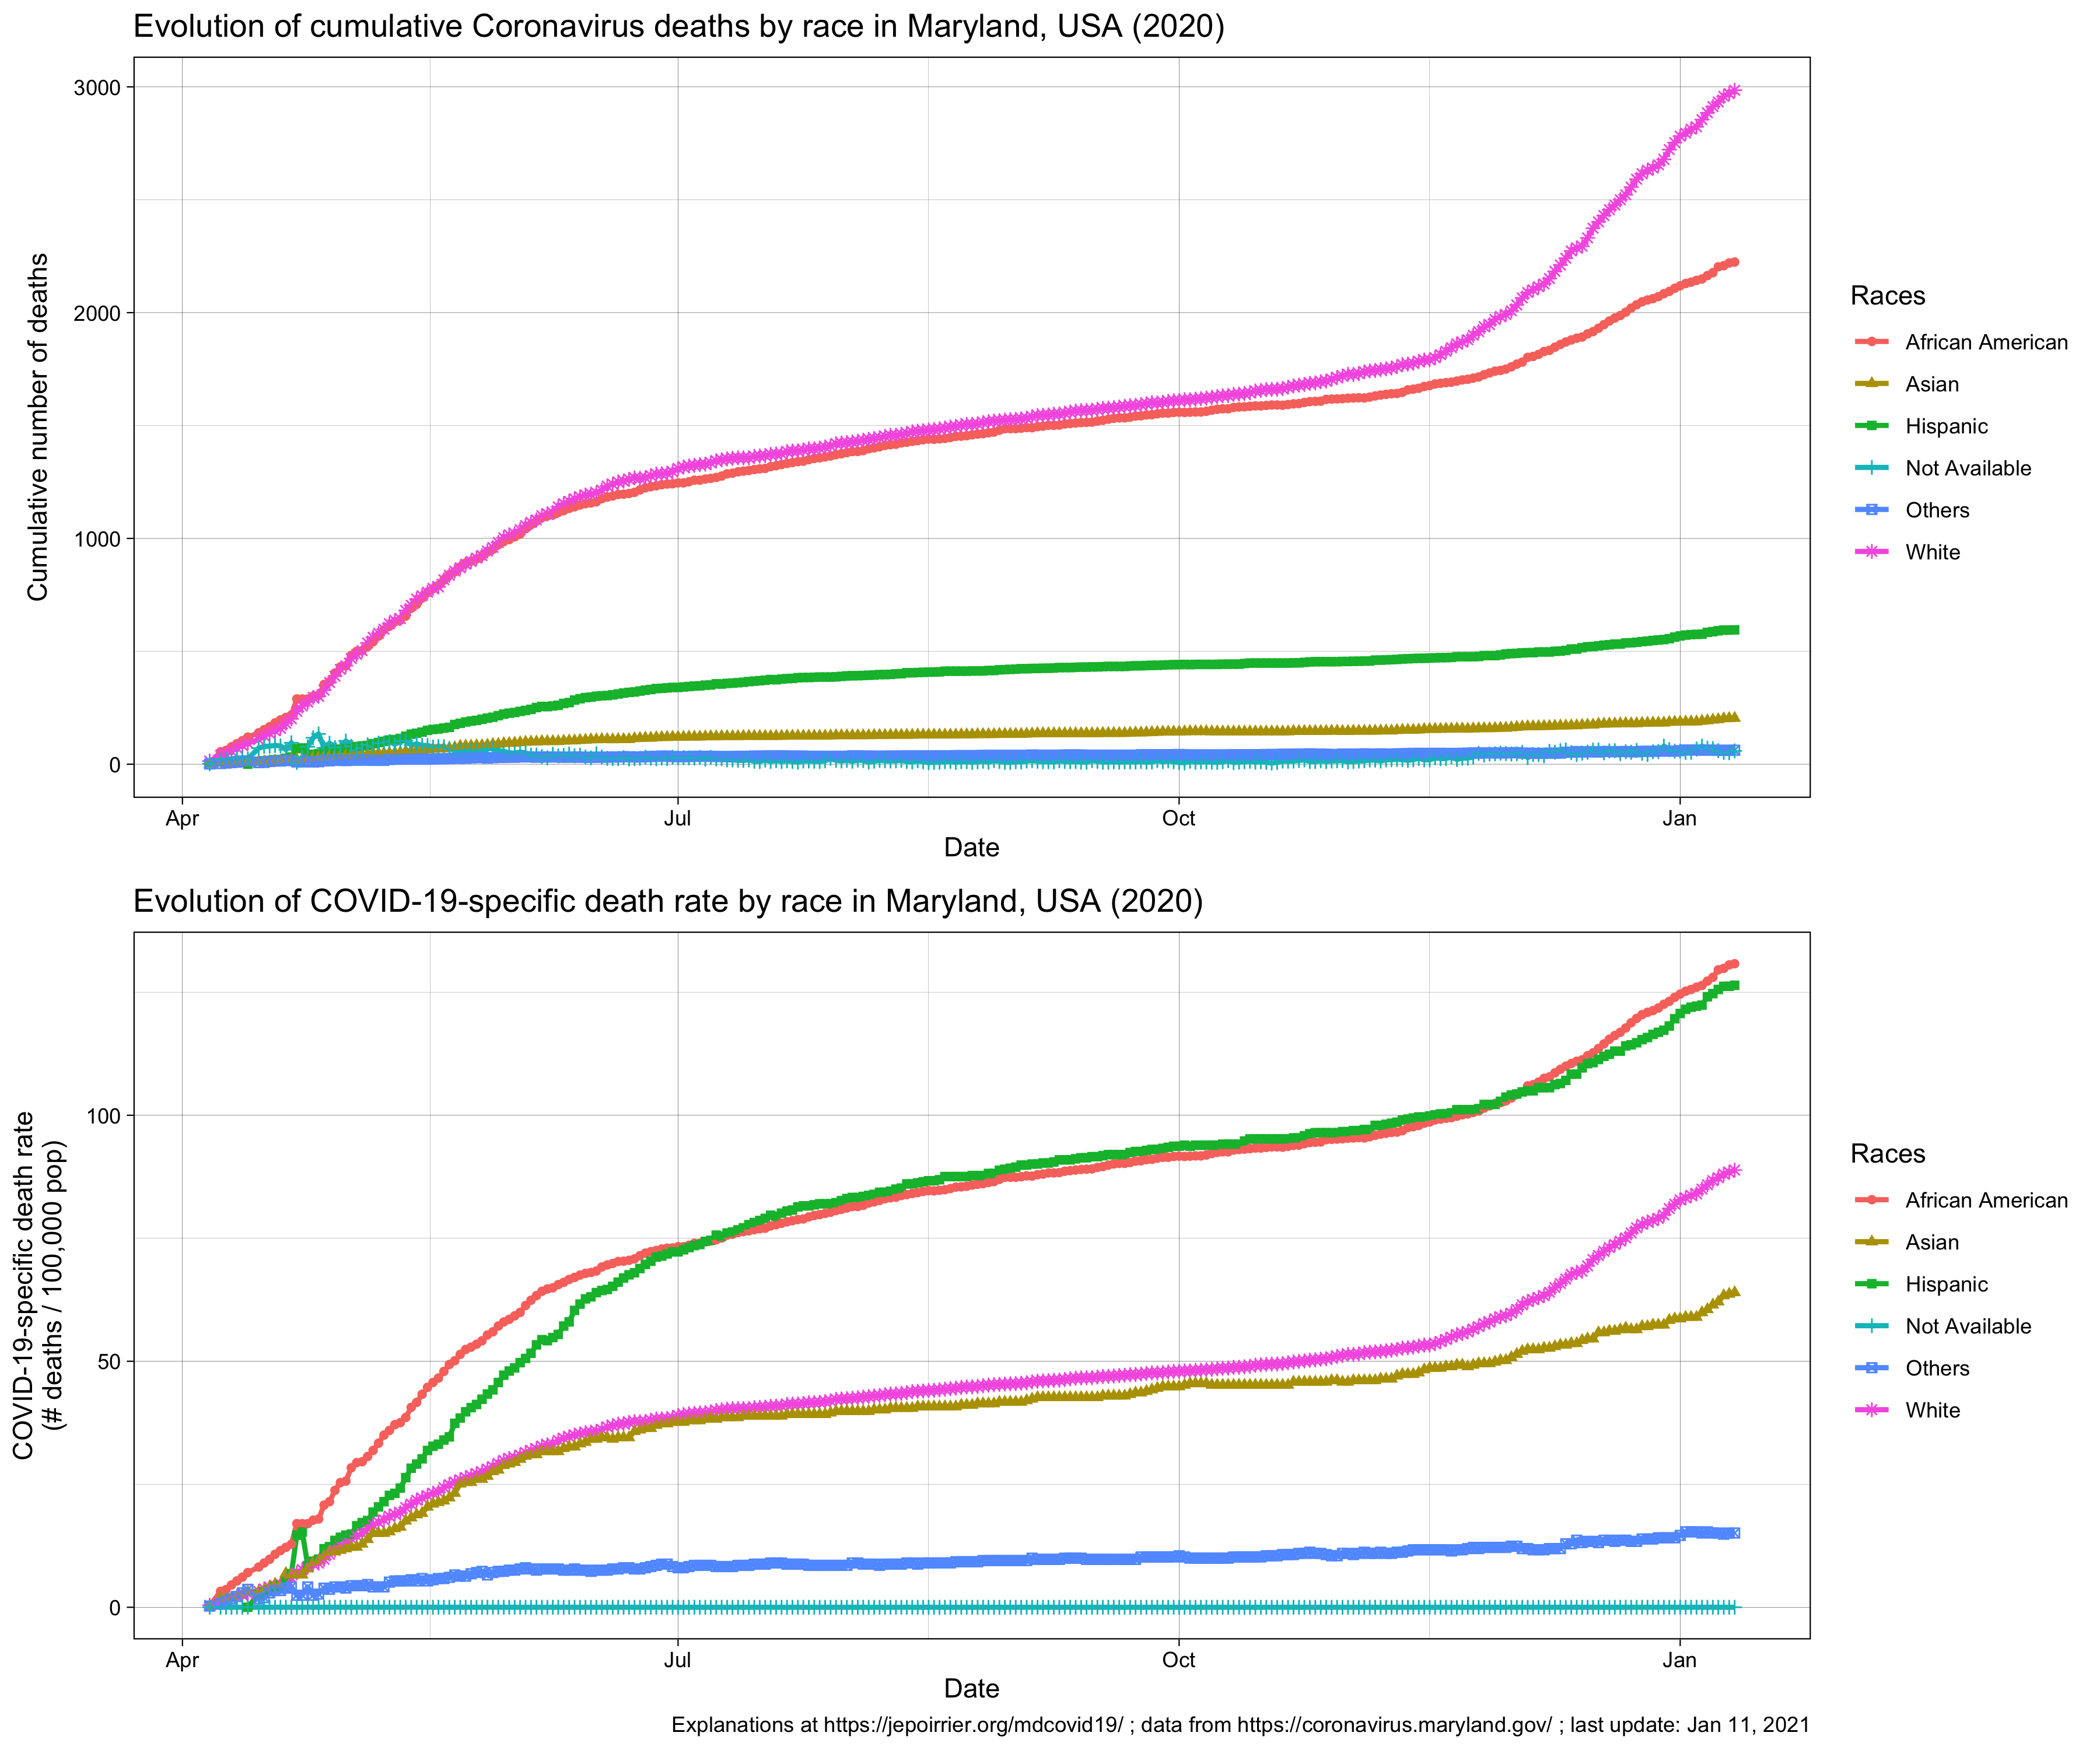 Evolution of cumulative Coronavirus deaths by race in Maryland, USA (2020)
Cumulative number of deaths
3000
2000
1000
0
Apr
Jul
Oct
Jan
Date
Races
African American
Asian
Hispanic
Not Available
Others
White
Evolution of COVID-19-specific death rate by race in Maryland, USA (2020)
COVID-19-specific death rate
(# deaths / 100,000 pop)
100
50
0
Apr
Jul
Oct
Jan
Date
Races
African American
Asian
Hispanic
Not Available
Others
White
Explanations at https://jepoirrier.org/mdcovid19/ ; data from https://coronavirus.maryland.gov/ ; last update: Jan 11, 2021